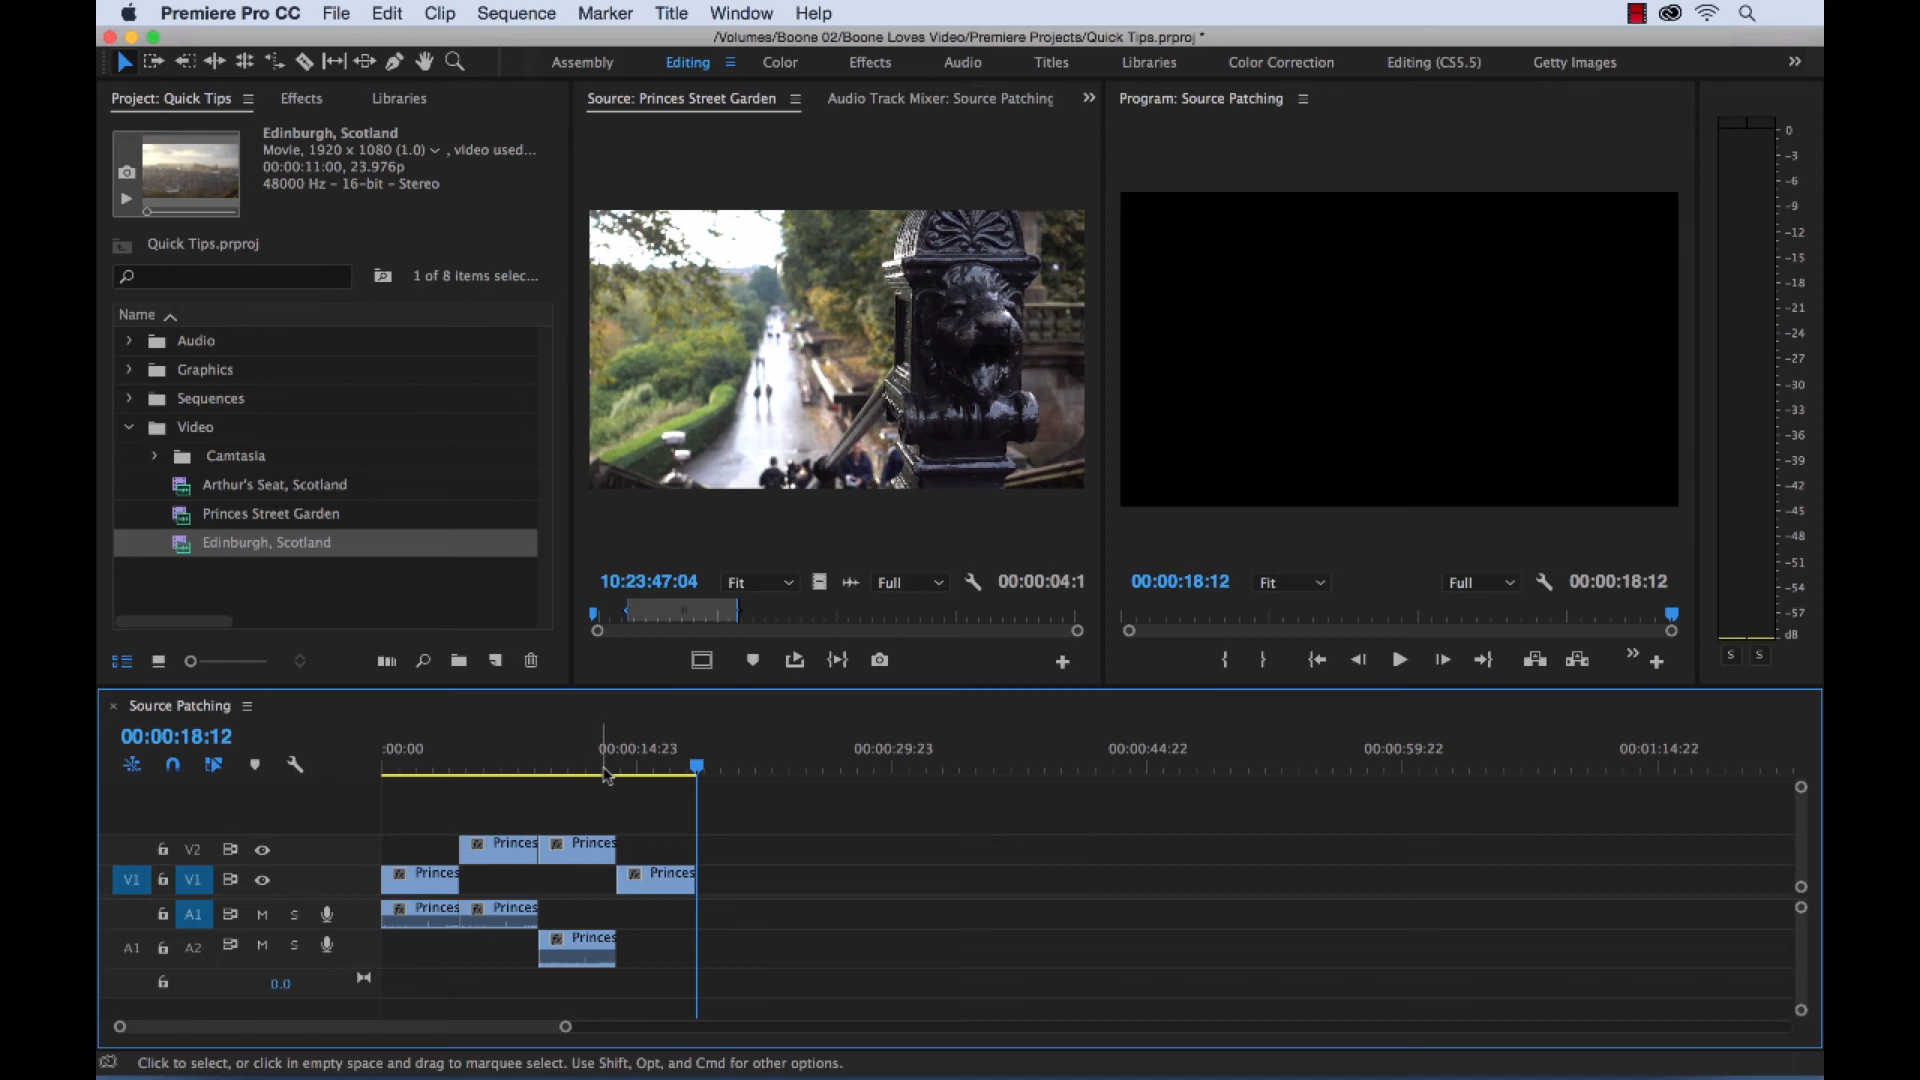 Premiere Pro CC File Edit Clip Sequence Marker Title Window Help
/Volumes/Boone 02/Boone Loves Video/Premiere Projects/Quick Tips.prproj *
Assembly Editing Color Effects Audio Titles Libraries Color Correction Editing (CS5.5) Getty Images
Project: Quick Tips Effects Libraries
Source: Princes Street Garden Audio Track Mixer: Source Patching
Program: Source Patching
Edinburgh, Scotland
Movie, 1920 x 1080 (1.0) , video used...
00:00:11:00, 23.976p
48000 Hz - 16-bit - Stereo
Quick Tips.prproj
1 of 8 items selec...
Name
Audio
Graphics
Sequences
Video
Camtasia
Arthur's Seat, Scotland
Princes Street Garden
Edinburgh, Scotland
10:23:47:04 Fit Full 00:00:04:1
00:00:18:12 Fit Full 00:00:18:12
0
-3
-6
-9
-12
-15
-18
-21
-24
-27
-30
-33
-36
-39
-42
-45
-48
-51
-54
-57
dB
S S
Source Patching
00:00:18:12
:00:00 00:00:14:23 00:00:29:23 00:00:44:22 00:00:59:22 00:01:14:22
V2 fx Princes fx Princes
V1 V1 fx Princes fx Princes
A1 M S fx Princes fx Princes
A1 A2 M S fx Princes
0.0
Click to select, or click in empty space and drag to marquee select. Use Shift, Opt, and Cmd for other options.